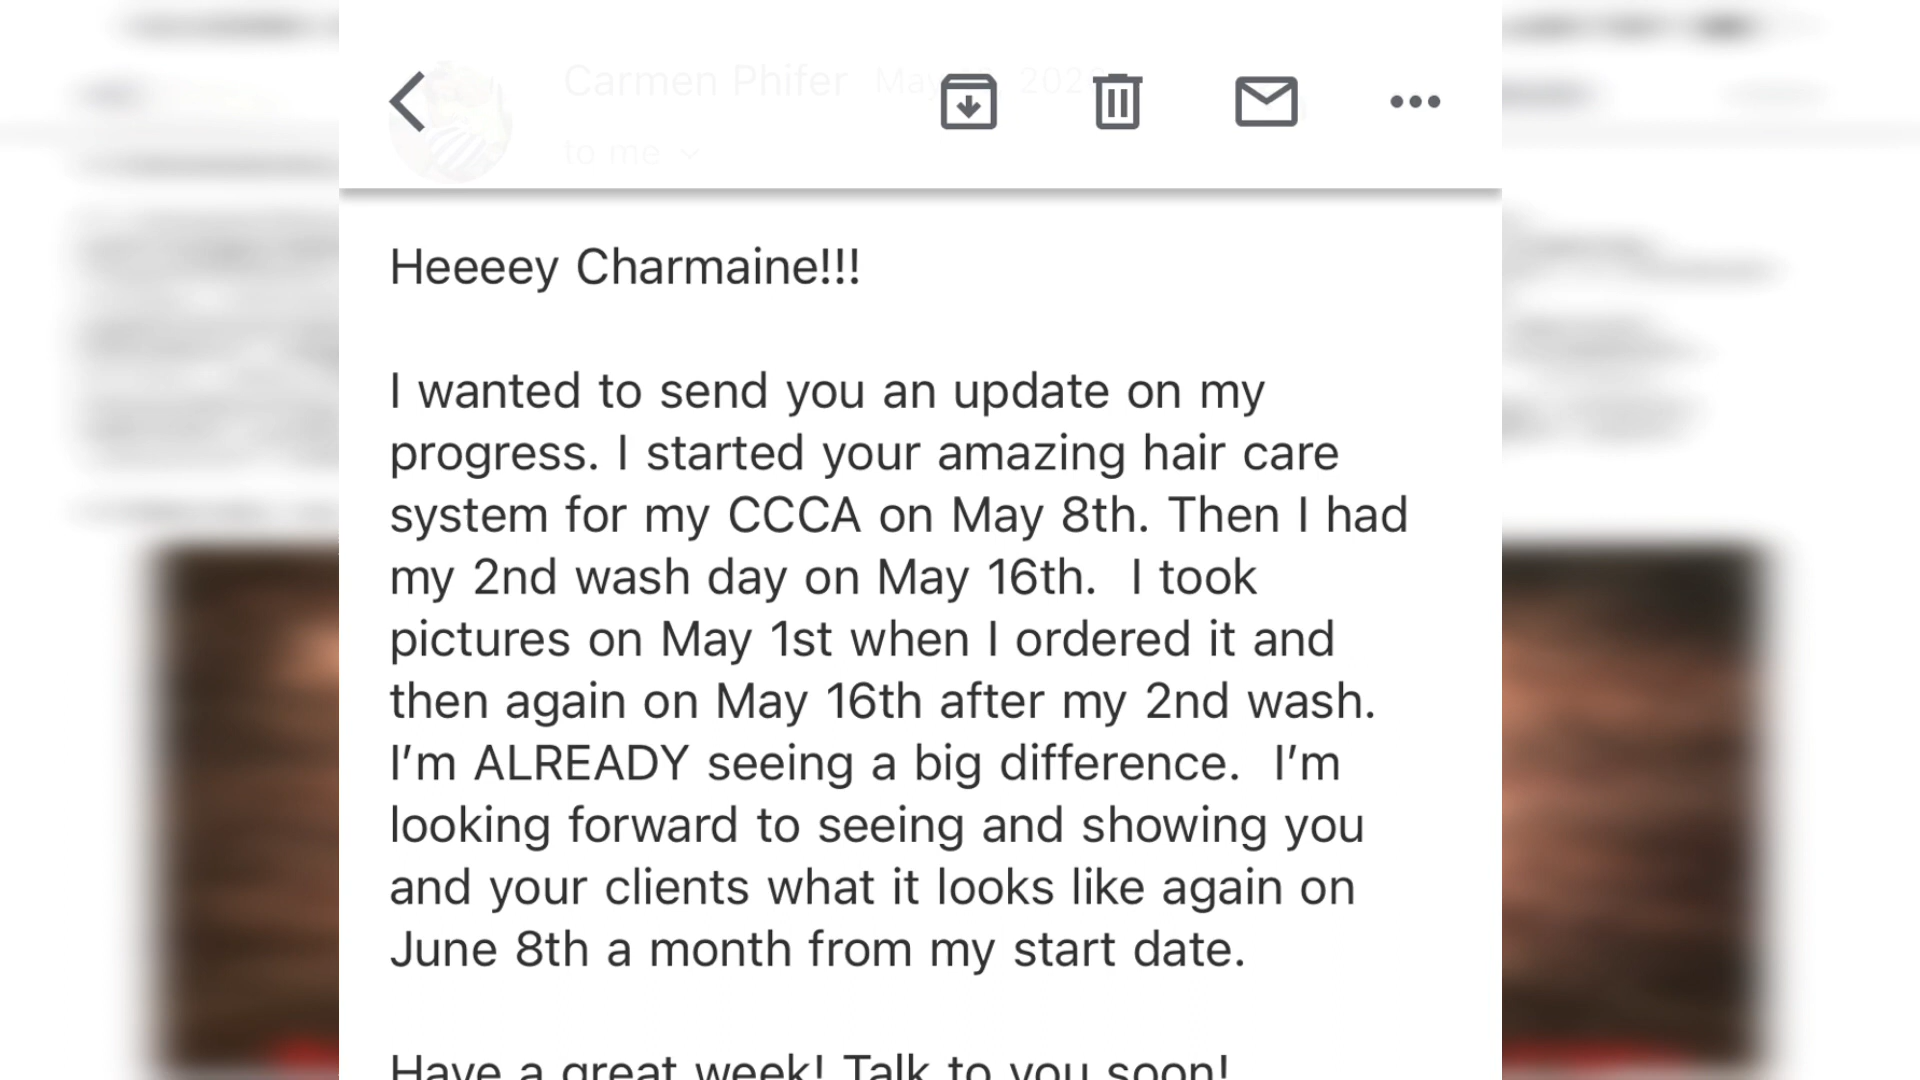 Carmen Phifer May
to me
Heeeey Charmaine!!!
I wanted to send you an update on my
progress. I started your amazing hair care
system for my CCCA on May 8th. Then I had
my 2nd wash day on May 16th. I took
pictures on May 1st when I ordered it and
then again on May 16th after my 2nd wash.
I’m ALREADY seeing a big difference. I’m
looking forward to seeing and showing you
and your clients what it looks like again on
June 8th a month from my start date.
Have a great week! Talk to you soon!